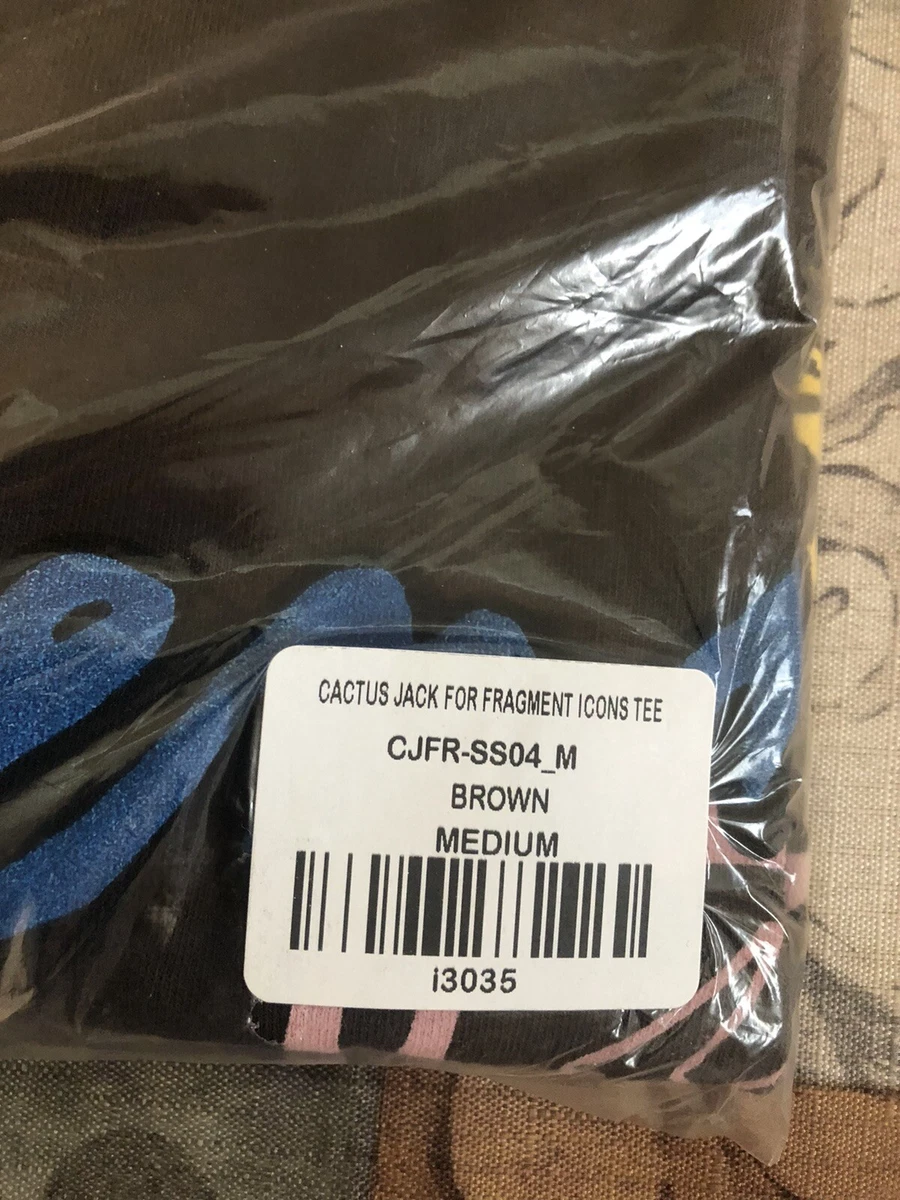 CACTUS JACK FOR FRAGMENT ICONS TEE
CJFR-SS04_M
BROWN
MEDIUM
i3035